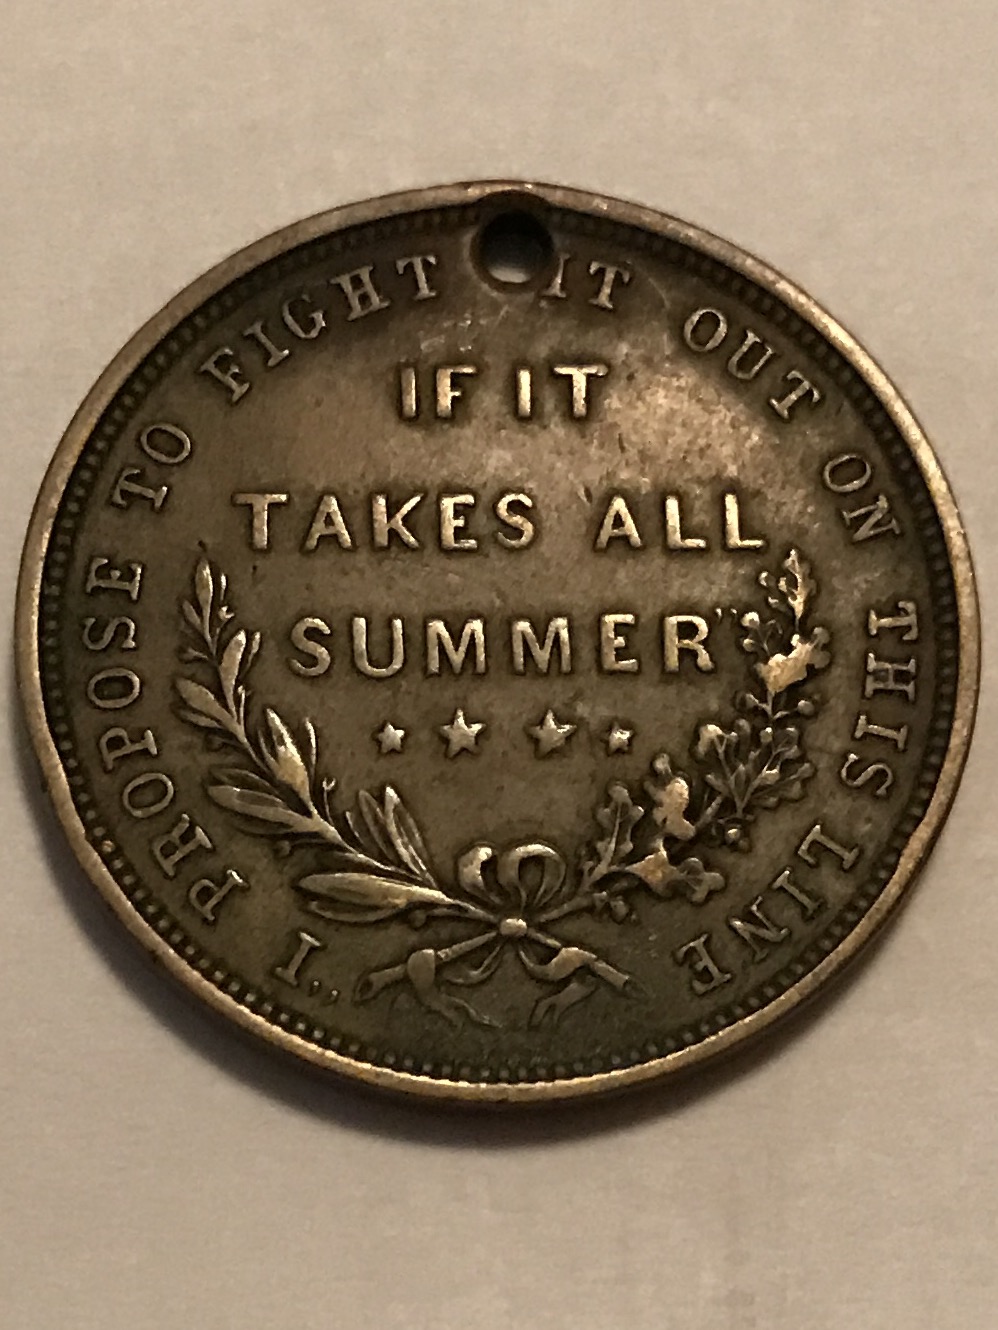 "I PROPOSE TO FIGHT IT OUT ON THIS LINE
IF IT
TAKES ALL
SUMMER"